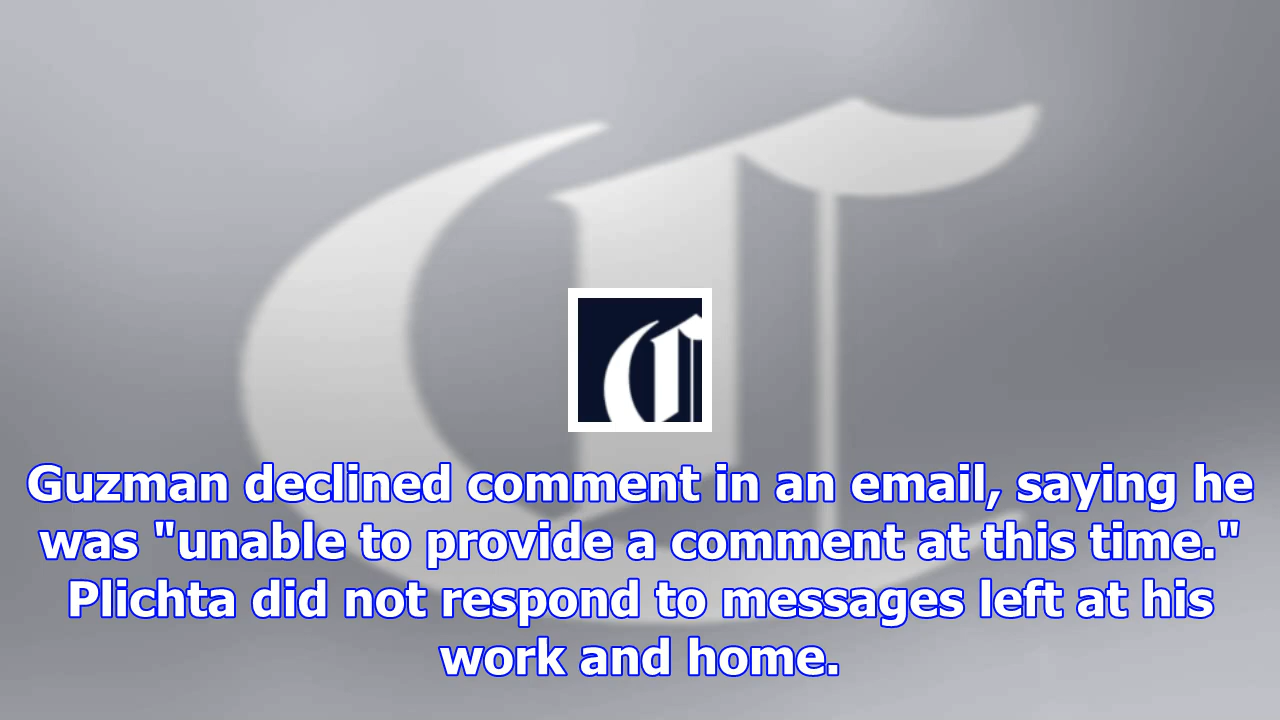 Guzman declined comment in an email, saying he
was "unable to provide a comment at this time."
Plichta did not respond to messages left at his
work and home.